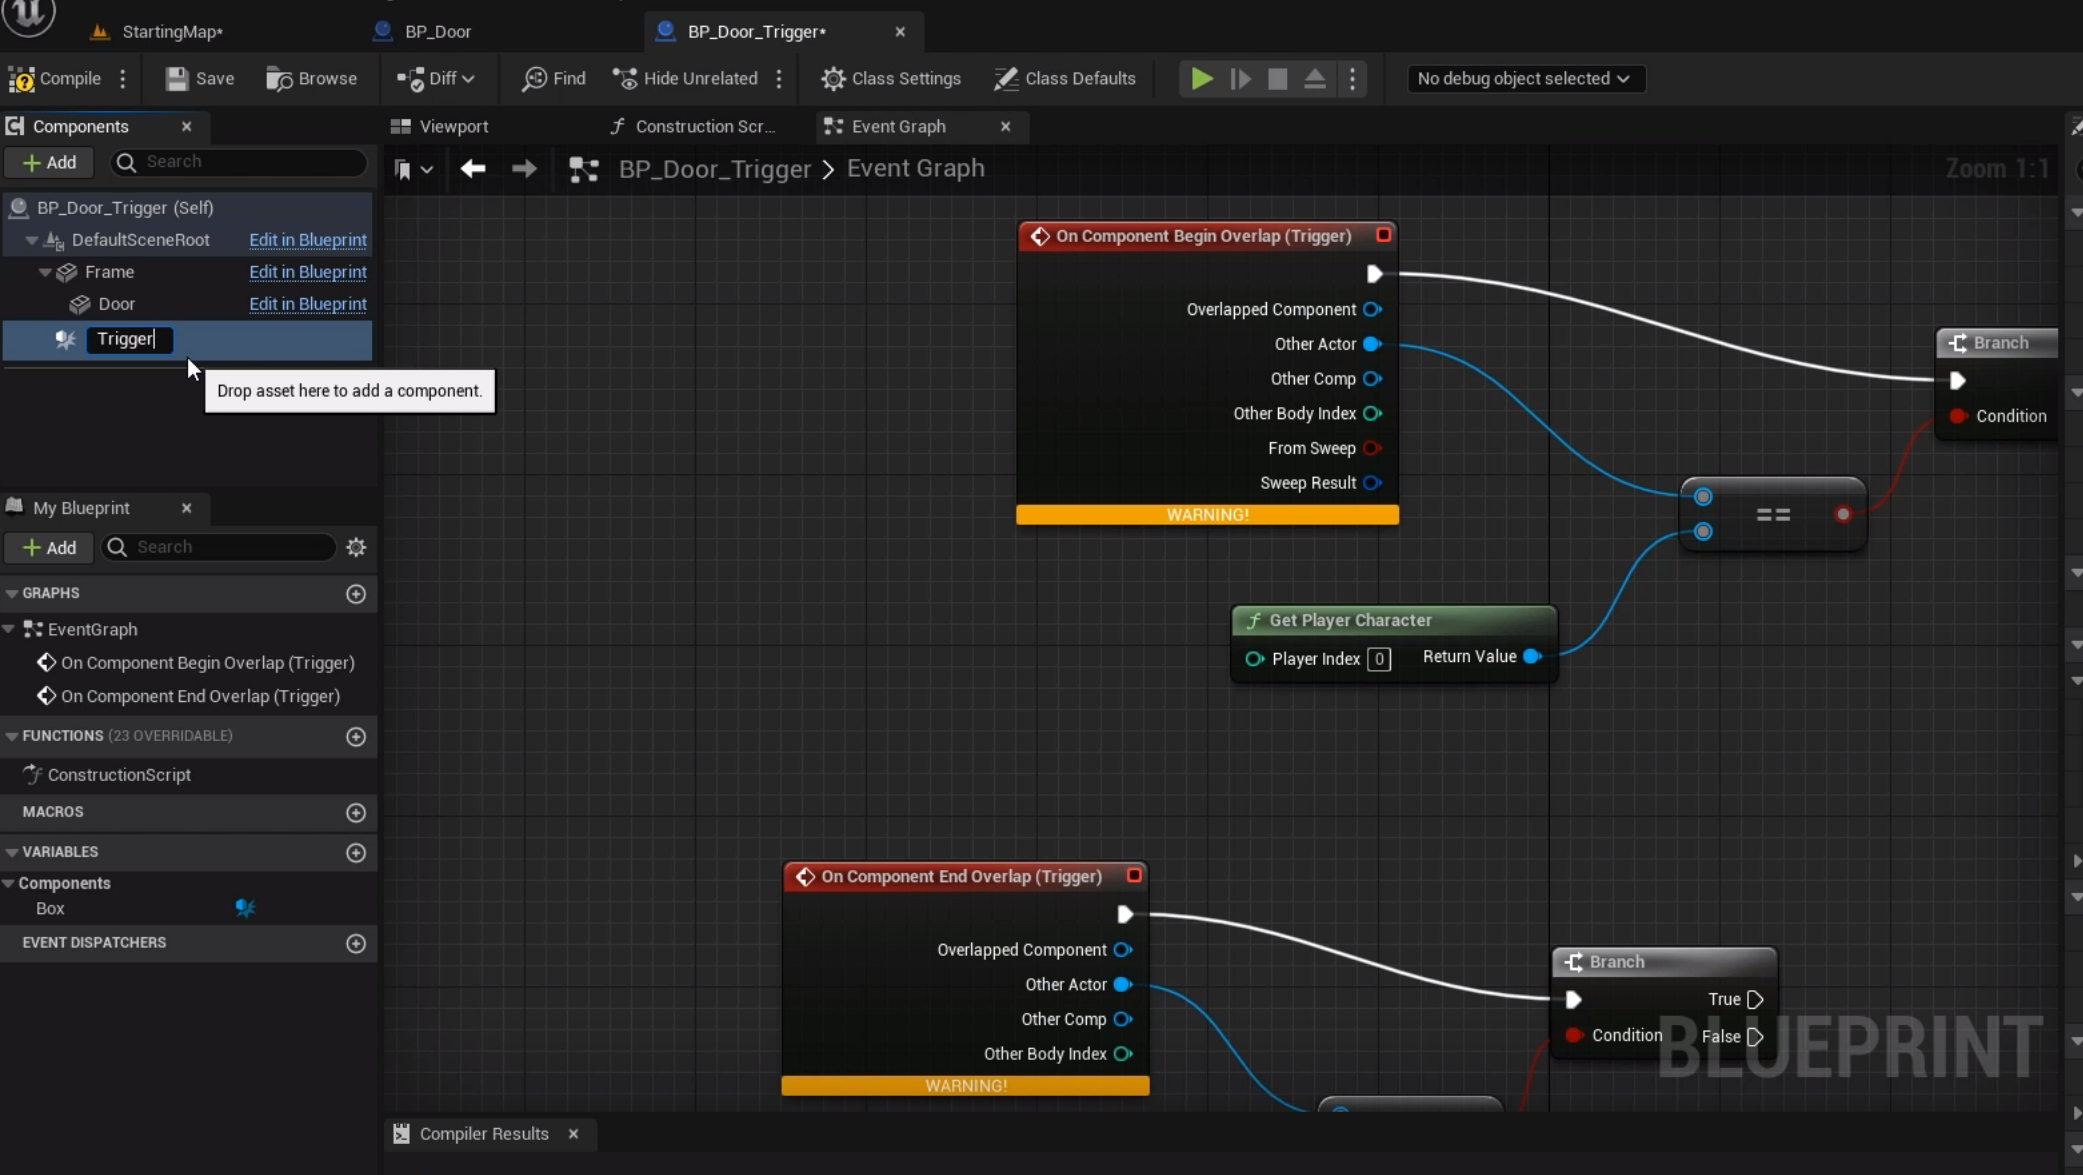 StartingMap*
BP_Door
BP_Door_Trigger*
Compile
Save
Browse
Diff
Find
Hide Unrelated
Class Settings
Class Defaults
No debug object selected
Components
Viewport
Construction Scr...
Event Graph
Add
Search
BP_Door_Trigger > Event Graph
Zoom 1:1
BP_Door_Trigger (Self)
DefaultSceneRoot
Edit in Blueprint
Frame
Edit in Blueprint
Door
Edit in Blueprint
Trigger
Drop asset here to add a component.
On Component Begin Overlap (Trigger)
Overlapped Component
Other Actor
Other Comp
Other Body Index
From Sweep
Sweep Result
WARNING!
Branch
Condition
==
Get Player Character
Player Index 0
Return Value
My Blueprint
Add
Search
GRAPHS
EventGraph
On Component Begin Overlap (Trigger)
On Component End Overlap (Trigger)
FUNCTIONS (23 OVERRIDABLE)
ConstructionScript
MACROS
VARIABLES
Components
Box
EVENT DISPATCHERS
On Component End Overlap (Trigger)
Overlapped Component
Other Actor
Other Comp
Other Body Index
WARNING!
Branch
True
Condition
False
BLUEPRINT
Compiler Results